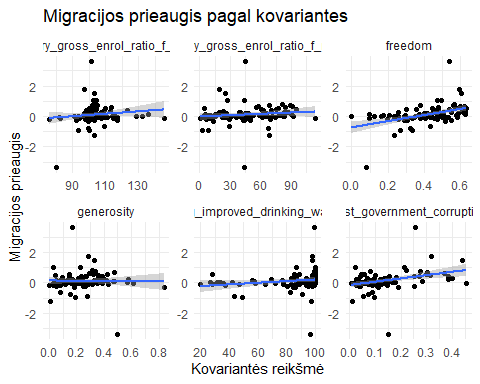 Migracijos prieaugis pagal kovariantes
ry_gross_enrol_ratio_f_ y_gross_enrol_ratio_f_ freedom
2 0 -2
90 110 130 0 30 60 90 0.0 0.2 0.4 0.6
generosity _improved_drinking_wa st_government_corrupti
2 0 -2
0.0 0.2 0.4 0.6 0.8 20 40 60 80 100 0.0 0.1 0.2 0.3 0.4
Kovariantės reikšmė
Migracijos prieaugis